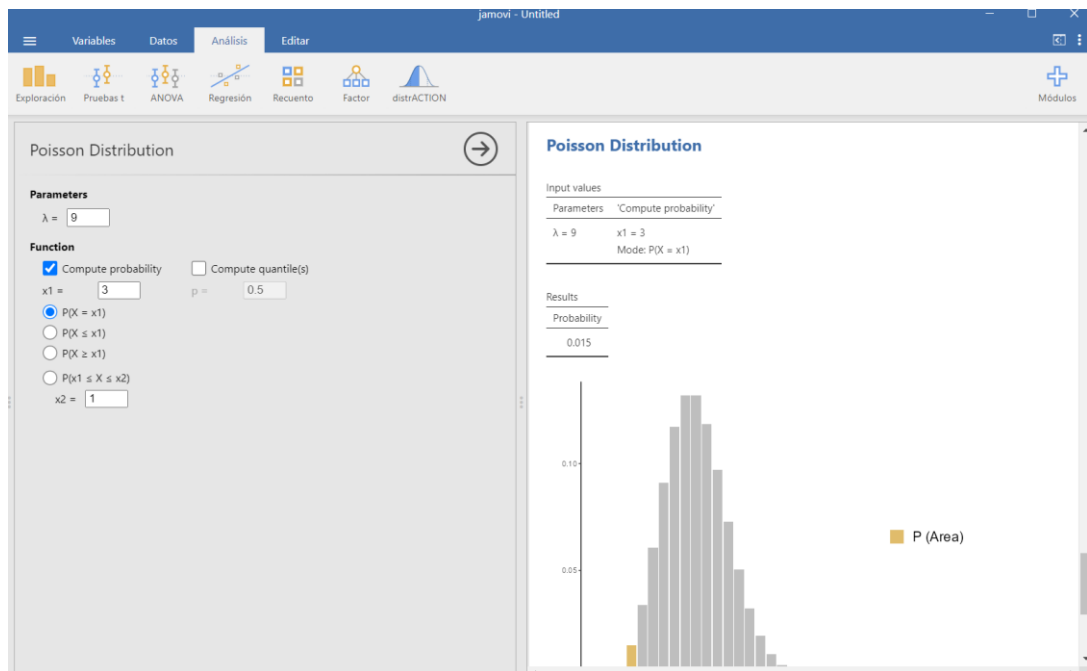 jamovi - Untitled
Variables Datos Análisis Editar
Exploración Pruebas t ANOVA Regresión Recuento Factor distrACTION Módulos
Poisson Distribution
Parameters
λ = 9
Function
Compute probability Compute quantile(s)
x1 = 3 p = 0.5
P(X = x1)
P(X ≤ x1)
P(X ≥ x1)
P(x1 ≤ X ≤ x2)
x2 = 1
Poisson Distribution
Input values
Parameters 'Compute probability'
λ = 9 x1 = 3
Mode: P(X = x1)
Results
Probability
0.015
0.10
P (Area)
0.05